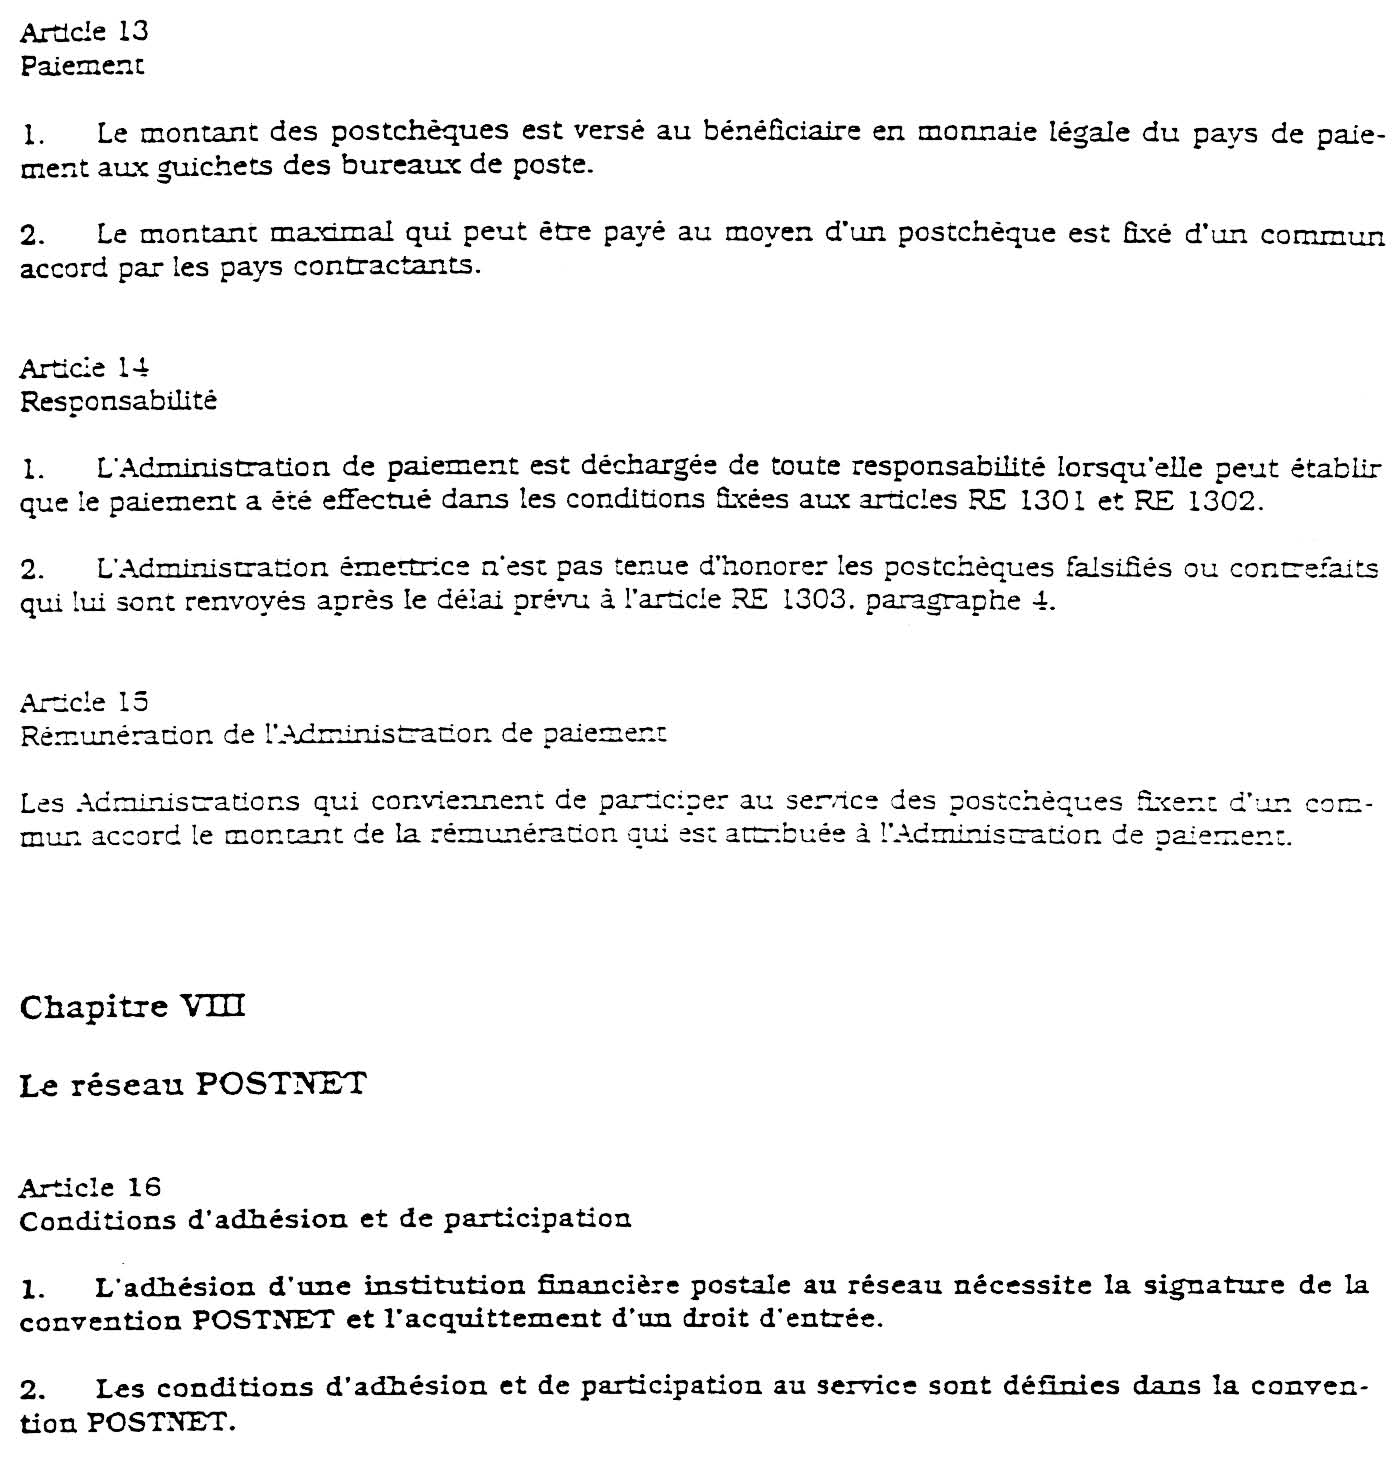 Article 13
Paiement
1. Le montant des postchèques est versé au bénéficiaire en monnaie légale du pays de paie-
ment aux guichets des bureaux de poste.
2. Le montant maximal qui peut être payé au moyen d'un postchèque est fixé d'un commun
accord par les pays contractants.
Article 14
Responsabilité
1. L'Administration de paiement est déchargée de toute responsabilité lorsqu'elle peut établir
que le paiement a été effectué dans les conditions fixées aux articles RE 1301 et RE 1302.
2. L'Administration émettrice n'est pas tenue d'honorer les postchèques falsifiés ou contrefaits
qui lui sont renvoyés après le délai prévu à l'article RE 1303, paragraphe 4.
Article 15
Rémunération de l'Administration de paiement
Les Administrations qui conviennent de participer au service des postchèques fixent d'un com-
mun accord le montant de la rémunération qui est attribuée à l'Administration de paiement.
Chapitre VIII
Le réseau POSTNET
Article 16
Conditions d'adhésion et de participation
1. L'adhésion d'une institution financière postale au réseau nécessite la signature de la
convention POSTNET et l'acquittement d'un droit d'entrée.
2. Les conditions d'adhésion et de participation au service sont définies dans la conven-
tion POSTNET.